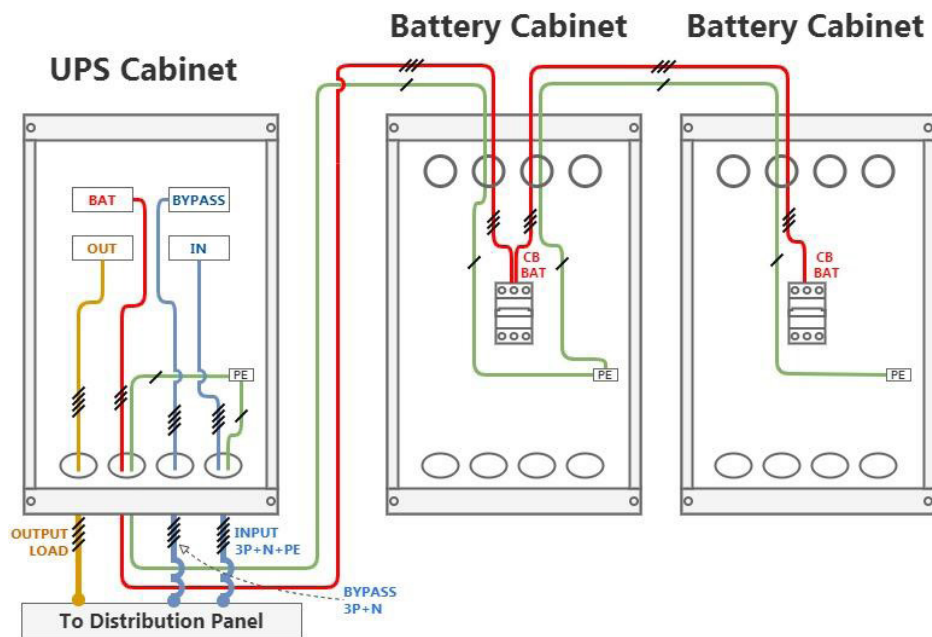 Battery Cabinet
Battery Cabinet
UPS Cabinet
BAT
BYPASS
OUT
IN
CB
BAT
CB
BAT
PE
PE
PE
OUTPUT
LOAD
INPUT
3P+N+PE
BYPASS
3P+N
To Distribution Panel